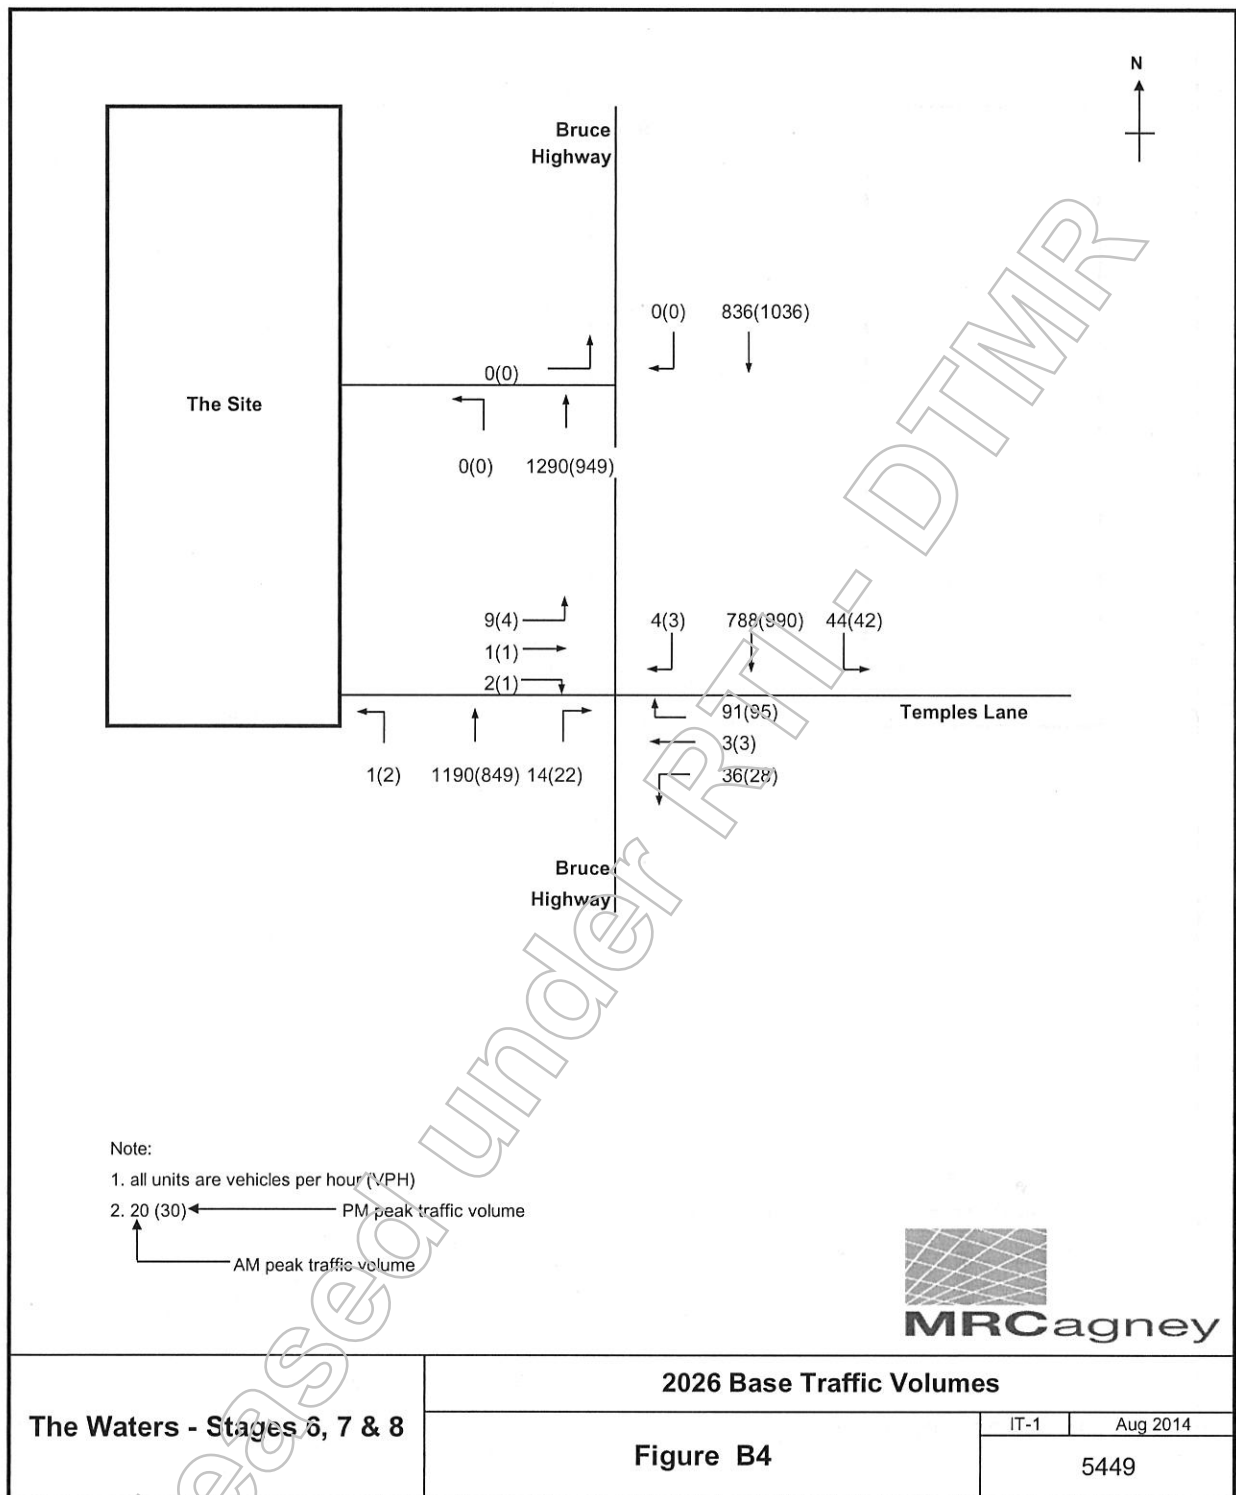 N
Bruce
Highway
0(0) 836(1036)
0(0)
The Site
0(0) 1290(949)
9(4) 4(3) 788(990) 44(42)
1(1)
2(1)
91(95) Temples Lane
3(3)
1(2) 1190(849) 14(22) 36(28)
Bruce
Highway
Note:
1. all units are vehicles per hour (VPH)
2. 20 (30) PM peak traffic volume
AM peak traffic volume
MRCagney
2026 Base Traffic Volumes
The Waters - Stages 6, 7 & 8
IT-1 Aug 2014
Figure B4
5449
eased under RTI - DTMR